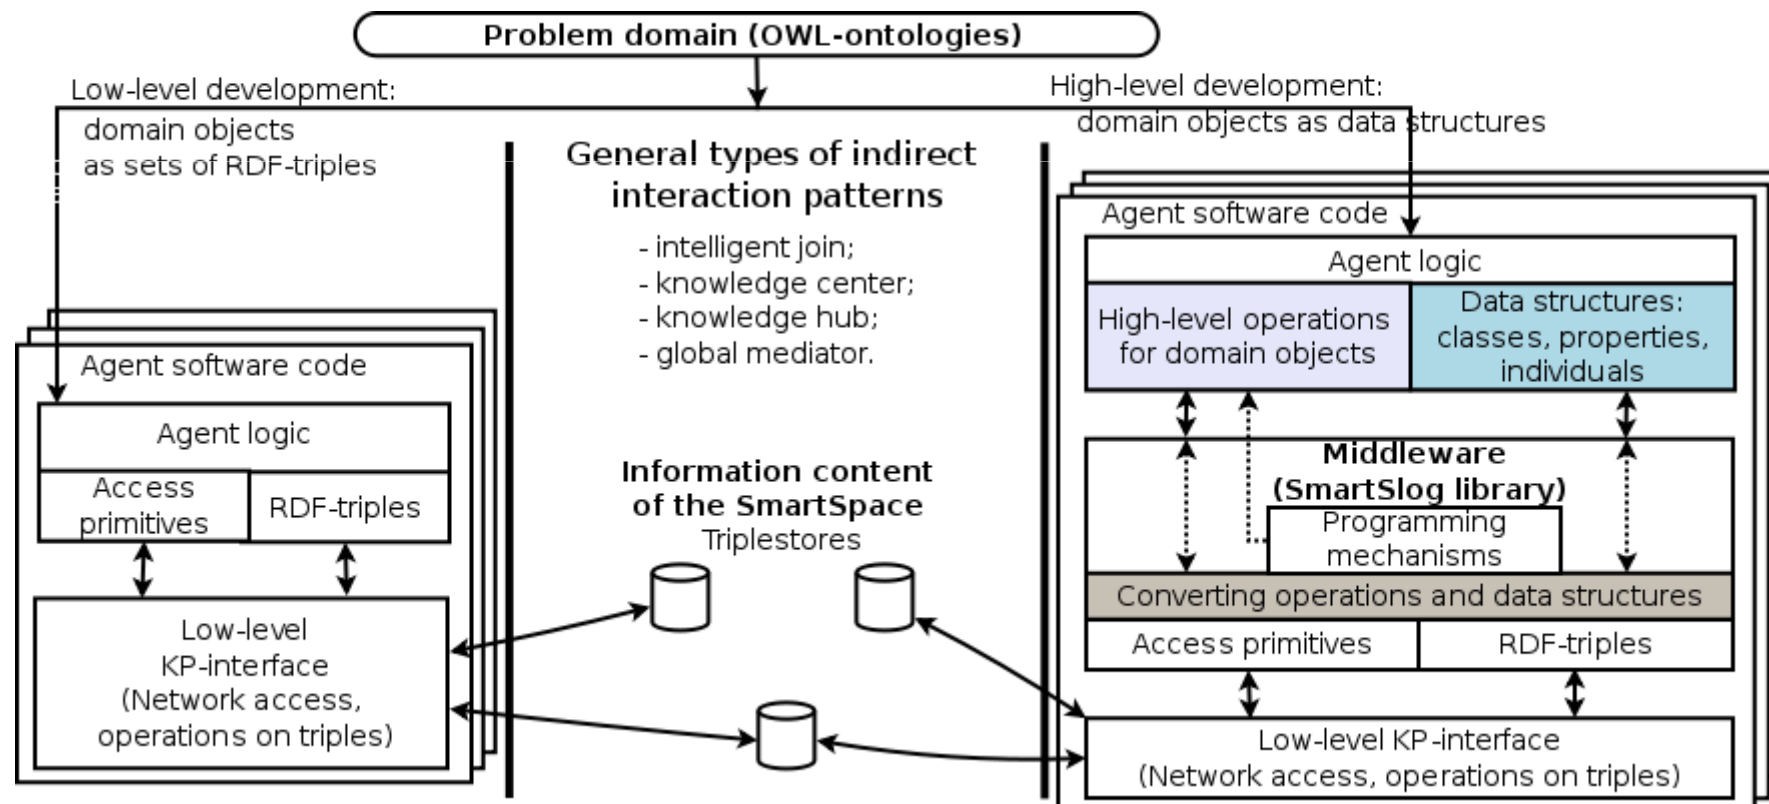 Problem domain (OWL-ontologies)
Low-level development:
domain objects
as sets of RDF-triples
High-level development:
domain objects as data structures
General types of indirect
interaction patterns
- intelligent join;
- knowledge center;
- knowledge hub;
- global mediator.
Information content
of the SmartSpace
Triplestores
Agent software code
Agent logic
Access
primitives
RDF-triples
Low-level
KP-interface
(Network access,
operations on triples)
Agent software code
Agent logic
High-level operations
for domain objects
Data structures:
classes, properties,
individuals
Middleware
(SmartSlog library)
Programming
mechanisms
Converting operations and data structures
Access primitives
RDF-triples
Low-level KP-interface
(Network access, operations on triples)